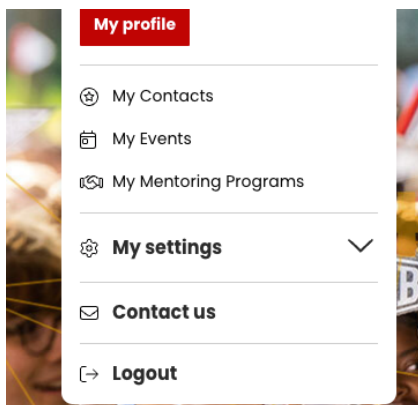 My profile
My Contacts
My Events
My Mentoring Programs
My settings
Contact us
Logout